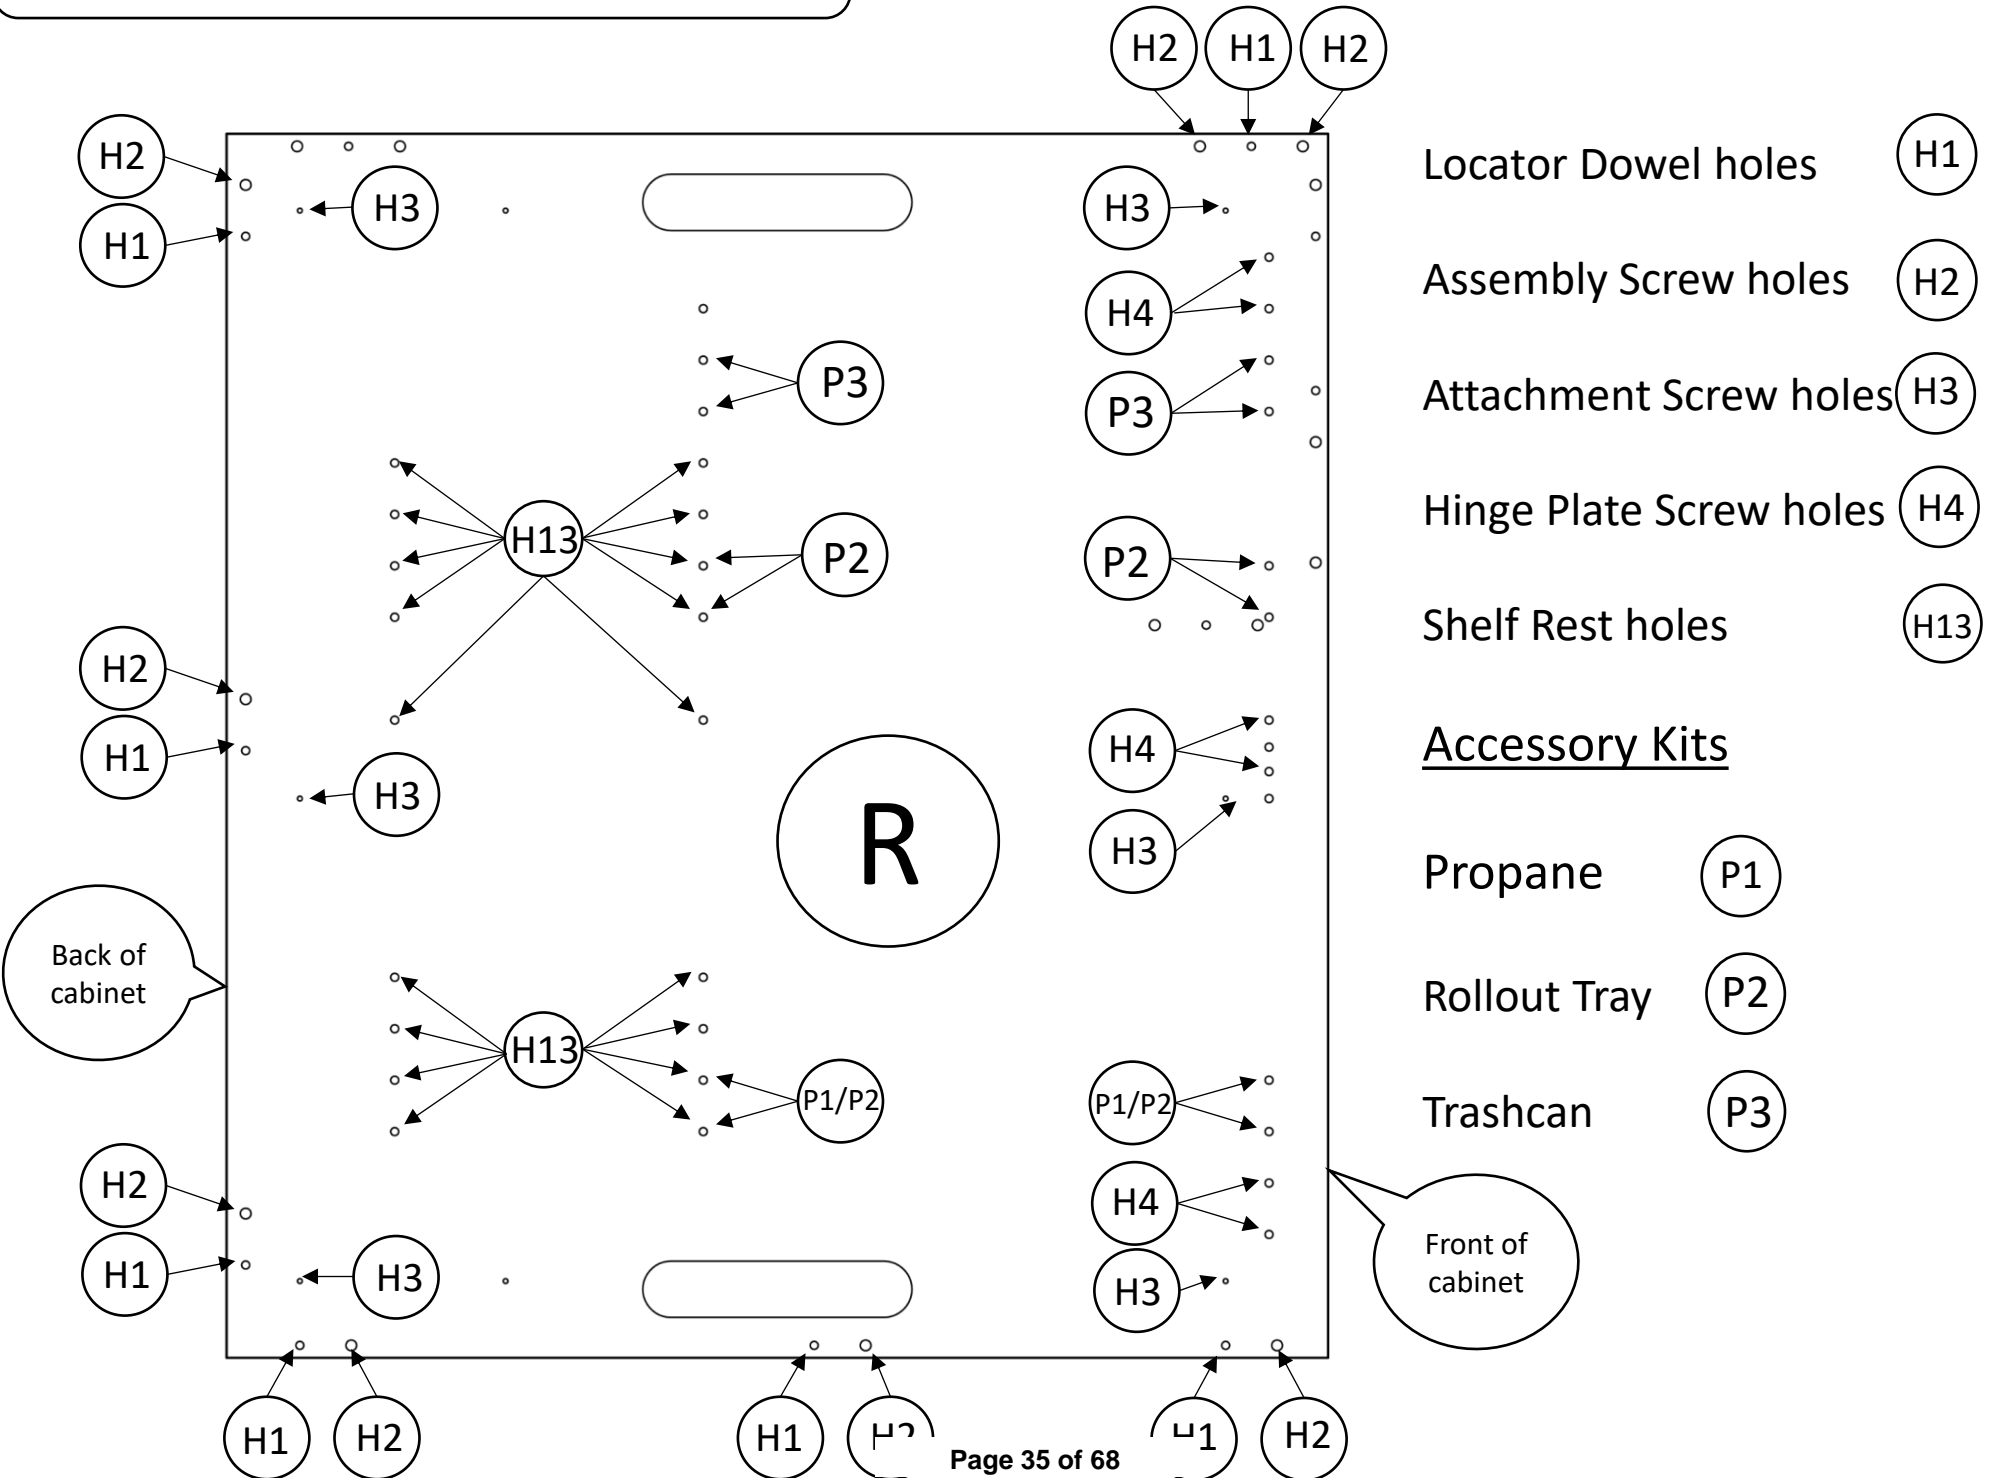 H2 H1 H2
H2
H1
H3
H3
H4
P3
P3
H13
P2
P2
H2
H1
H3
H4
H3
R
Back of
cabinet
H13
P1/P2
P1/P2
H2
H1
H3
H4
H3
Front of
cabinet
H1 H2 H1 H2 H1 H2
Locator Dowel holes H1
Assembly Screw holes H2
Attachment Screw holes H3
Hinge Plate Screw holes H4
Shelf Rest holes H13
Accessory Kits
Propane P1
Rollout Tray P2
Trashcan P3
Page 35 of 68